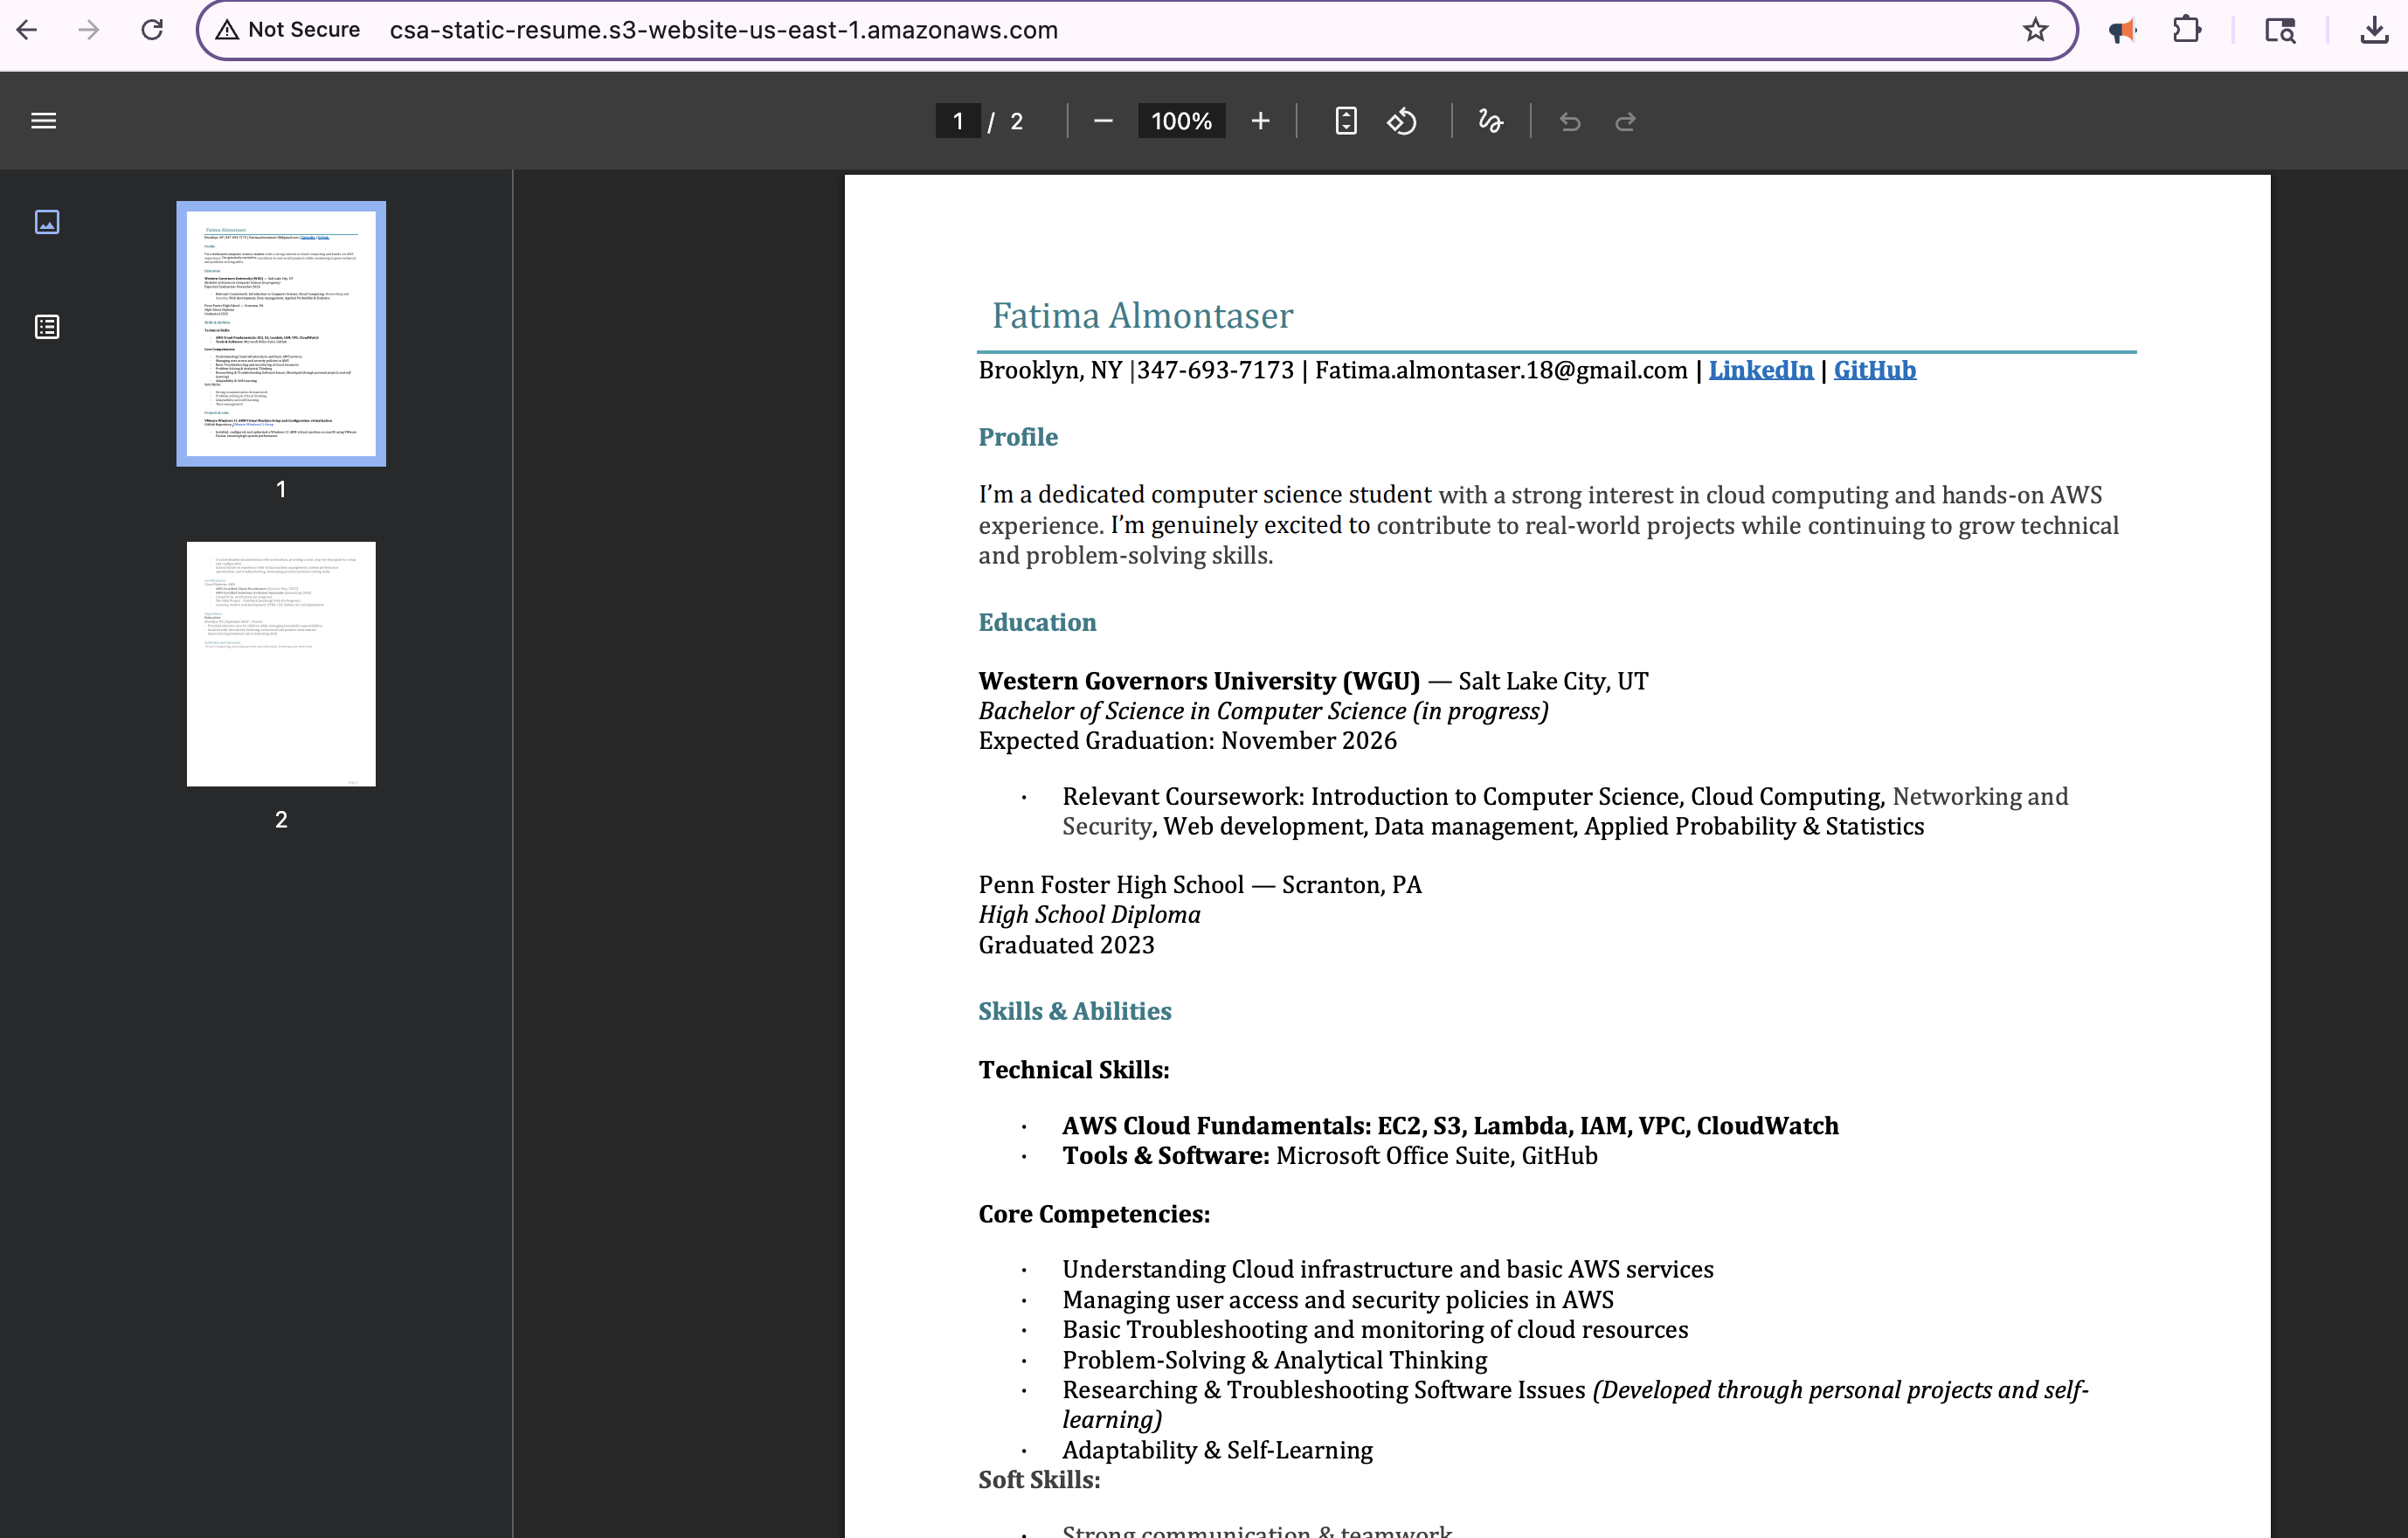 Not Secure csa-static-resume.s3-website-us-east-1.amazonaws.com
1 / 2 100%
1
2
Fatima Almontaser
Brooklyn, NY |347-693-7173 | Fatima.almontaser.18@gmail.com | LinkedIn | GitHub
Profile
I'm a dedicated computer science student with a strong interest in cloud computing and hands-on AWS
experience. I'm genuinely excited to contribute to real-world projects while continuing to grow technical
and problem-solving skills.
Education
Western Governors University (WGU) — Salt Lake City, UT
Bachelor of Science in Computer Science (in progress)
Expected Graduation: November 2026
· Relevant Coursework: Introduction to Computer Science, Cloud Computing, Networking and
Security, Web development, Data management, Applied Probability & Statistics
Penn Foster High School — Scranton, PA
High School Diploma
Graduated 2023
Skills & Abilities
Technical Skills:
· AWS Cloud Fundamentals: EC2, S3, Lambda, IAM, VPC, CloudWatch
· Tools & Software: Microsoft Office Suite, GitHub
Core Competencies:
· Understanding Cloud infrastructure and basic AWS services
· Managing user access and security policies in AWS
· Basic Troubleshooting and monitoring of cloud resources
· Problem-Solving & Analytical Thinking
· Researching & Troubleshooting Software Issues (Developed through personal projects and self-
learning)
· Adaptability & Self-Learning
Soft Skills:
· Strong communication & teamwork